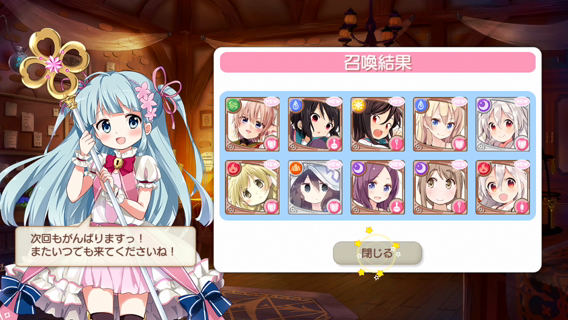 召喚結果
次回もがんばりますっ！
またいつでも来てくださいね！
閉じる